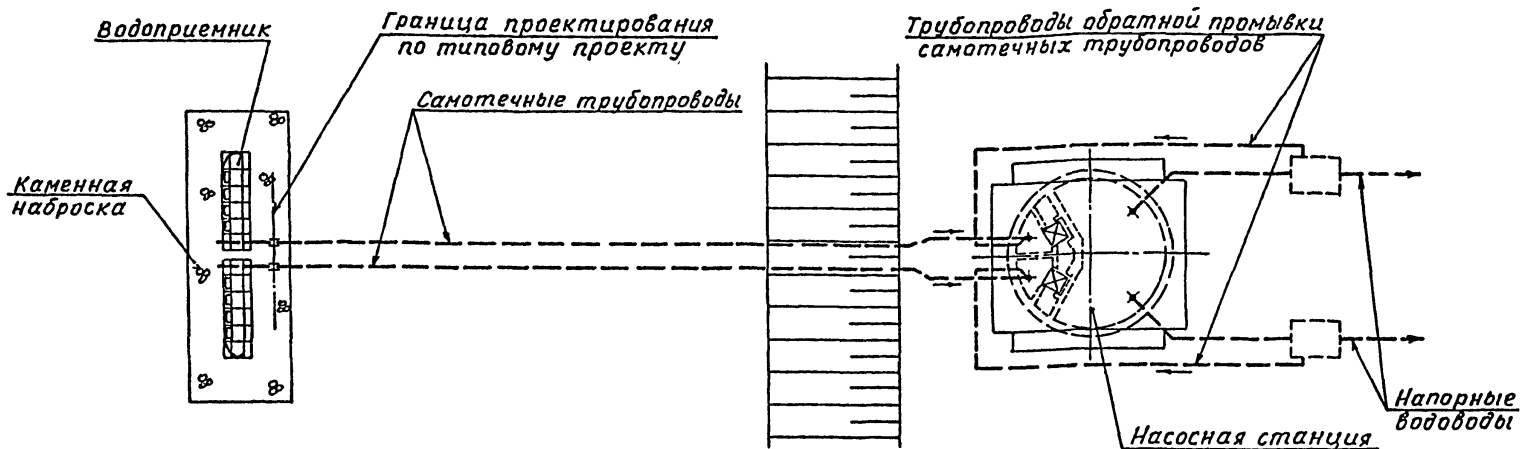 Водоприемник
Граница проектирования
по типовому проекту
Трубопроводы обратной промывки
самотечных трубопроводов
Самотечные трубопроводы
Каменная
наброска
Напорные
водоводы
Насосная станция